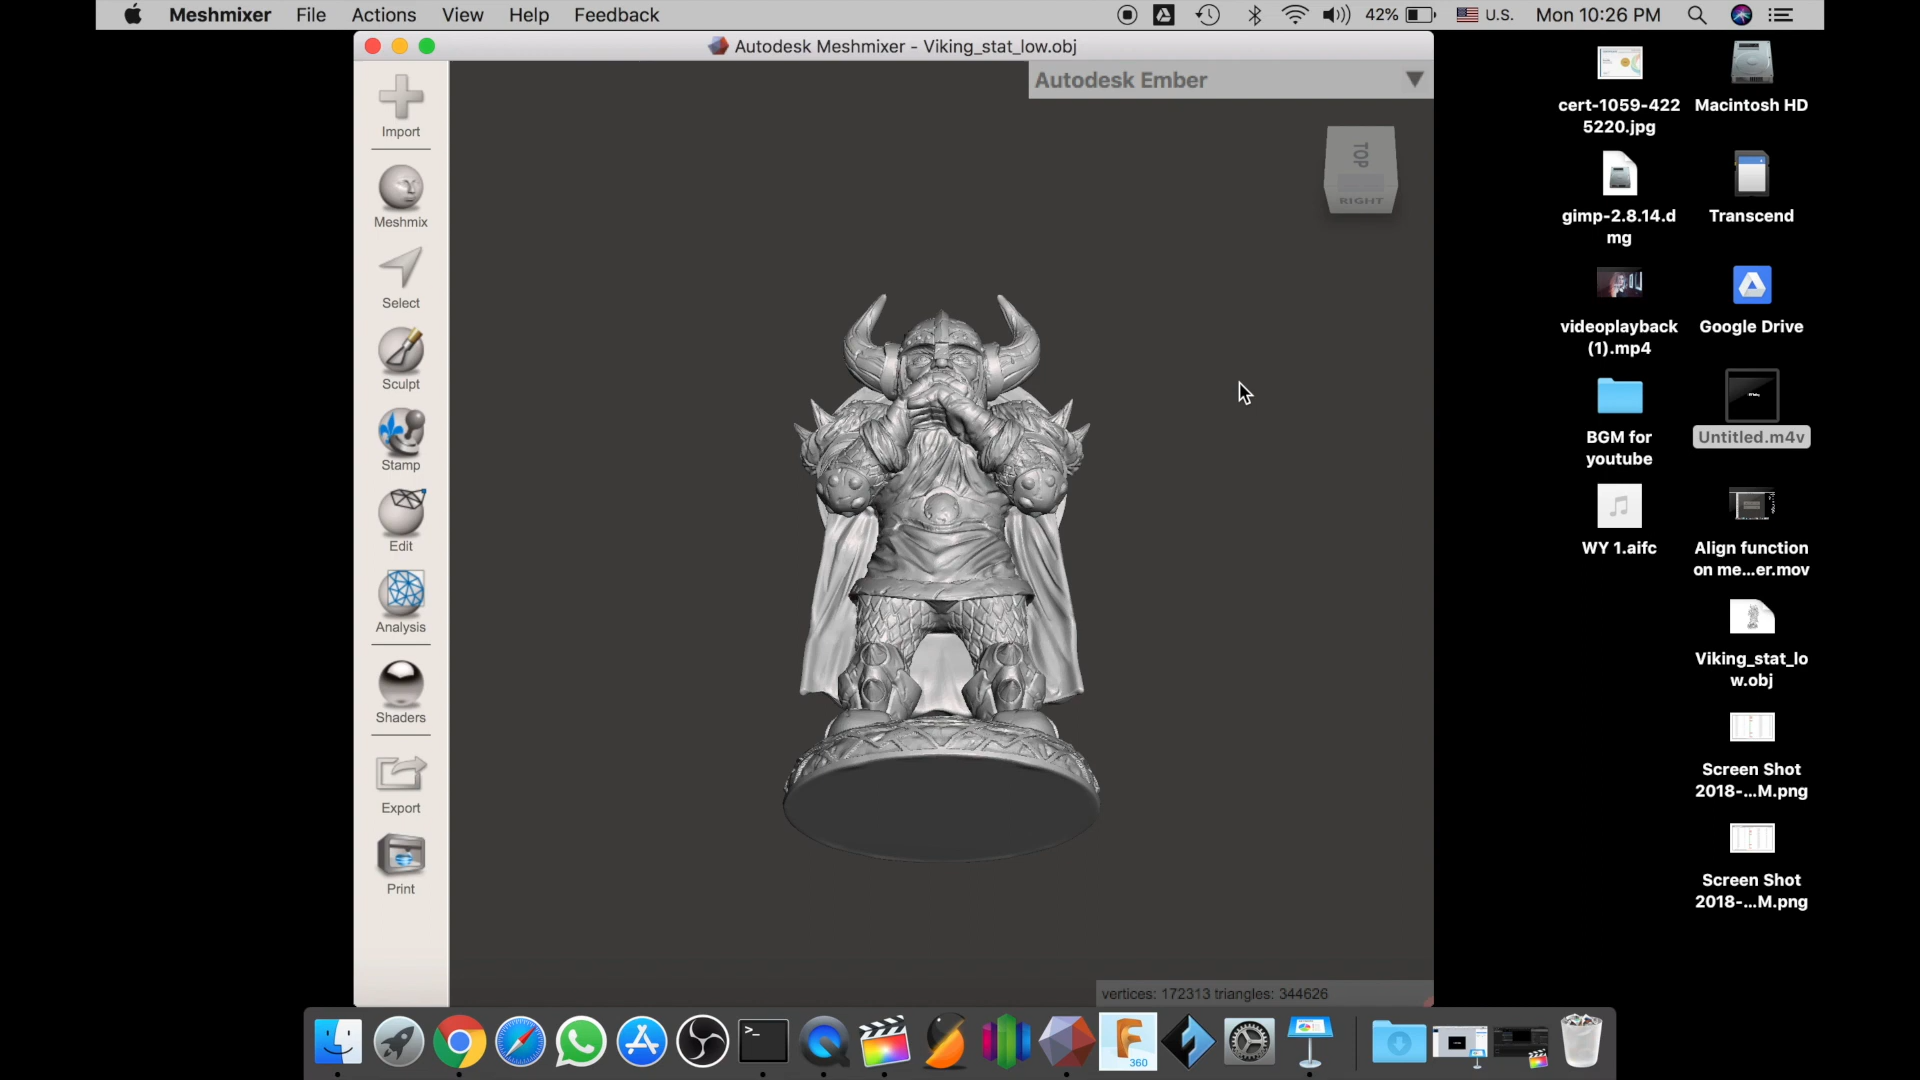 Meshmixer File Actions View Help Feedback
42% U.S. Mon 10:26 PM
Autodesk Meshmixer - Viking_stat_low.obj
Autodesk Ember
TOP
RIGHT
Import
Meshmix
Select
Sculpt
Stamp
Edit
Analysis
Shaders
Export
Print
vertices: 172313 triangles: 344626
cert-1059-422
5220.jpg
Macintosh HD
gimp-2.8.14.d
mg
Transcend
videoplayback
(1).mp4
Google Drive
BGM for
youtube
Untitled.m4v
WY 1.aifc
Align function
on me...er.mov
Viking_stat_lo
w.obj
Screen Shot
2018-...M.png
Screen Shot
2018-...M.png
>_
360